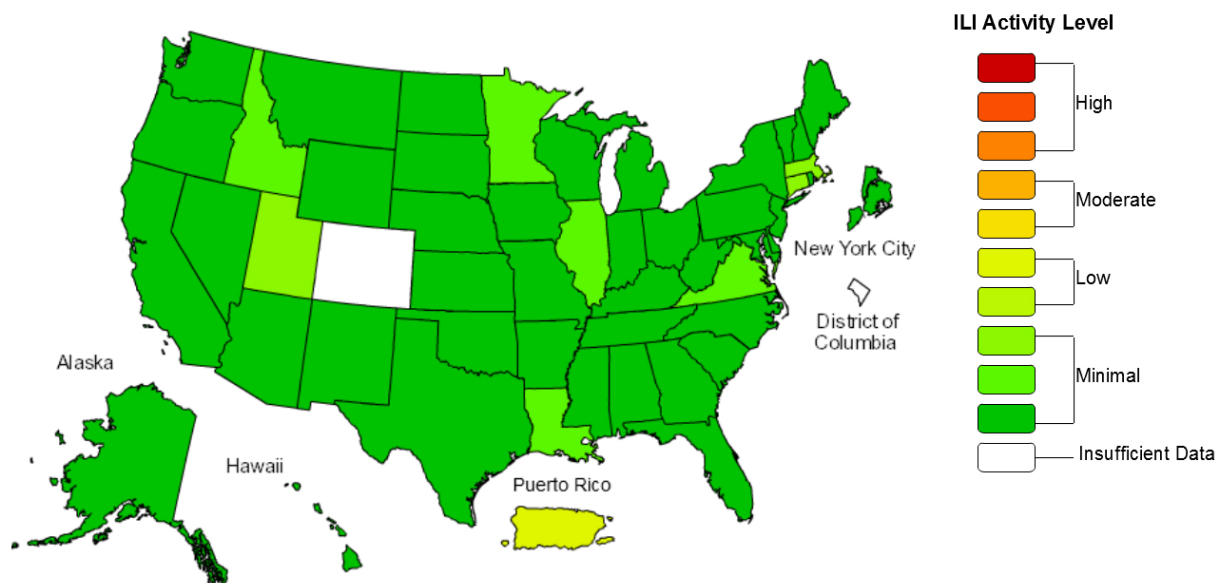 ILI Activity Level
High
Moderate
New York City
Low
District of
Columbia
Alaska
Minimal
Hawaii
Insufficient Data
Puerto Rico